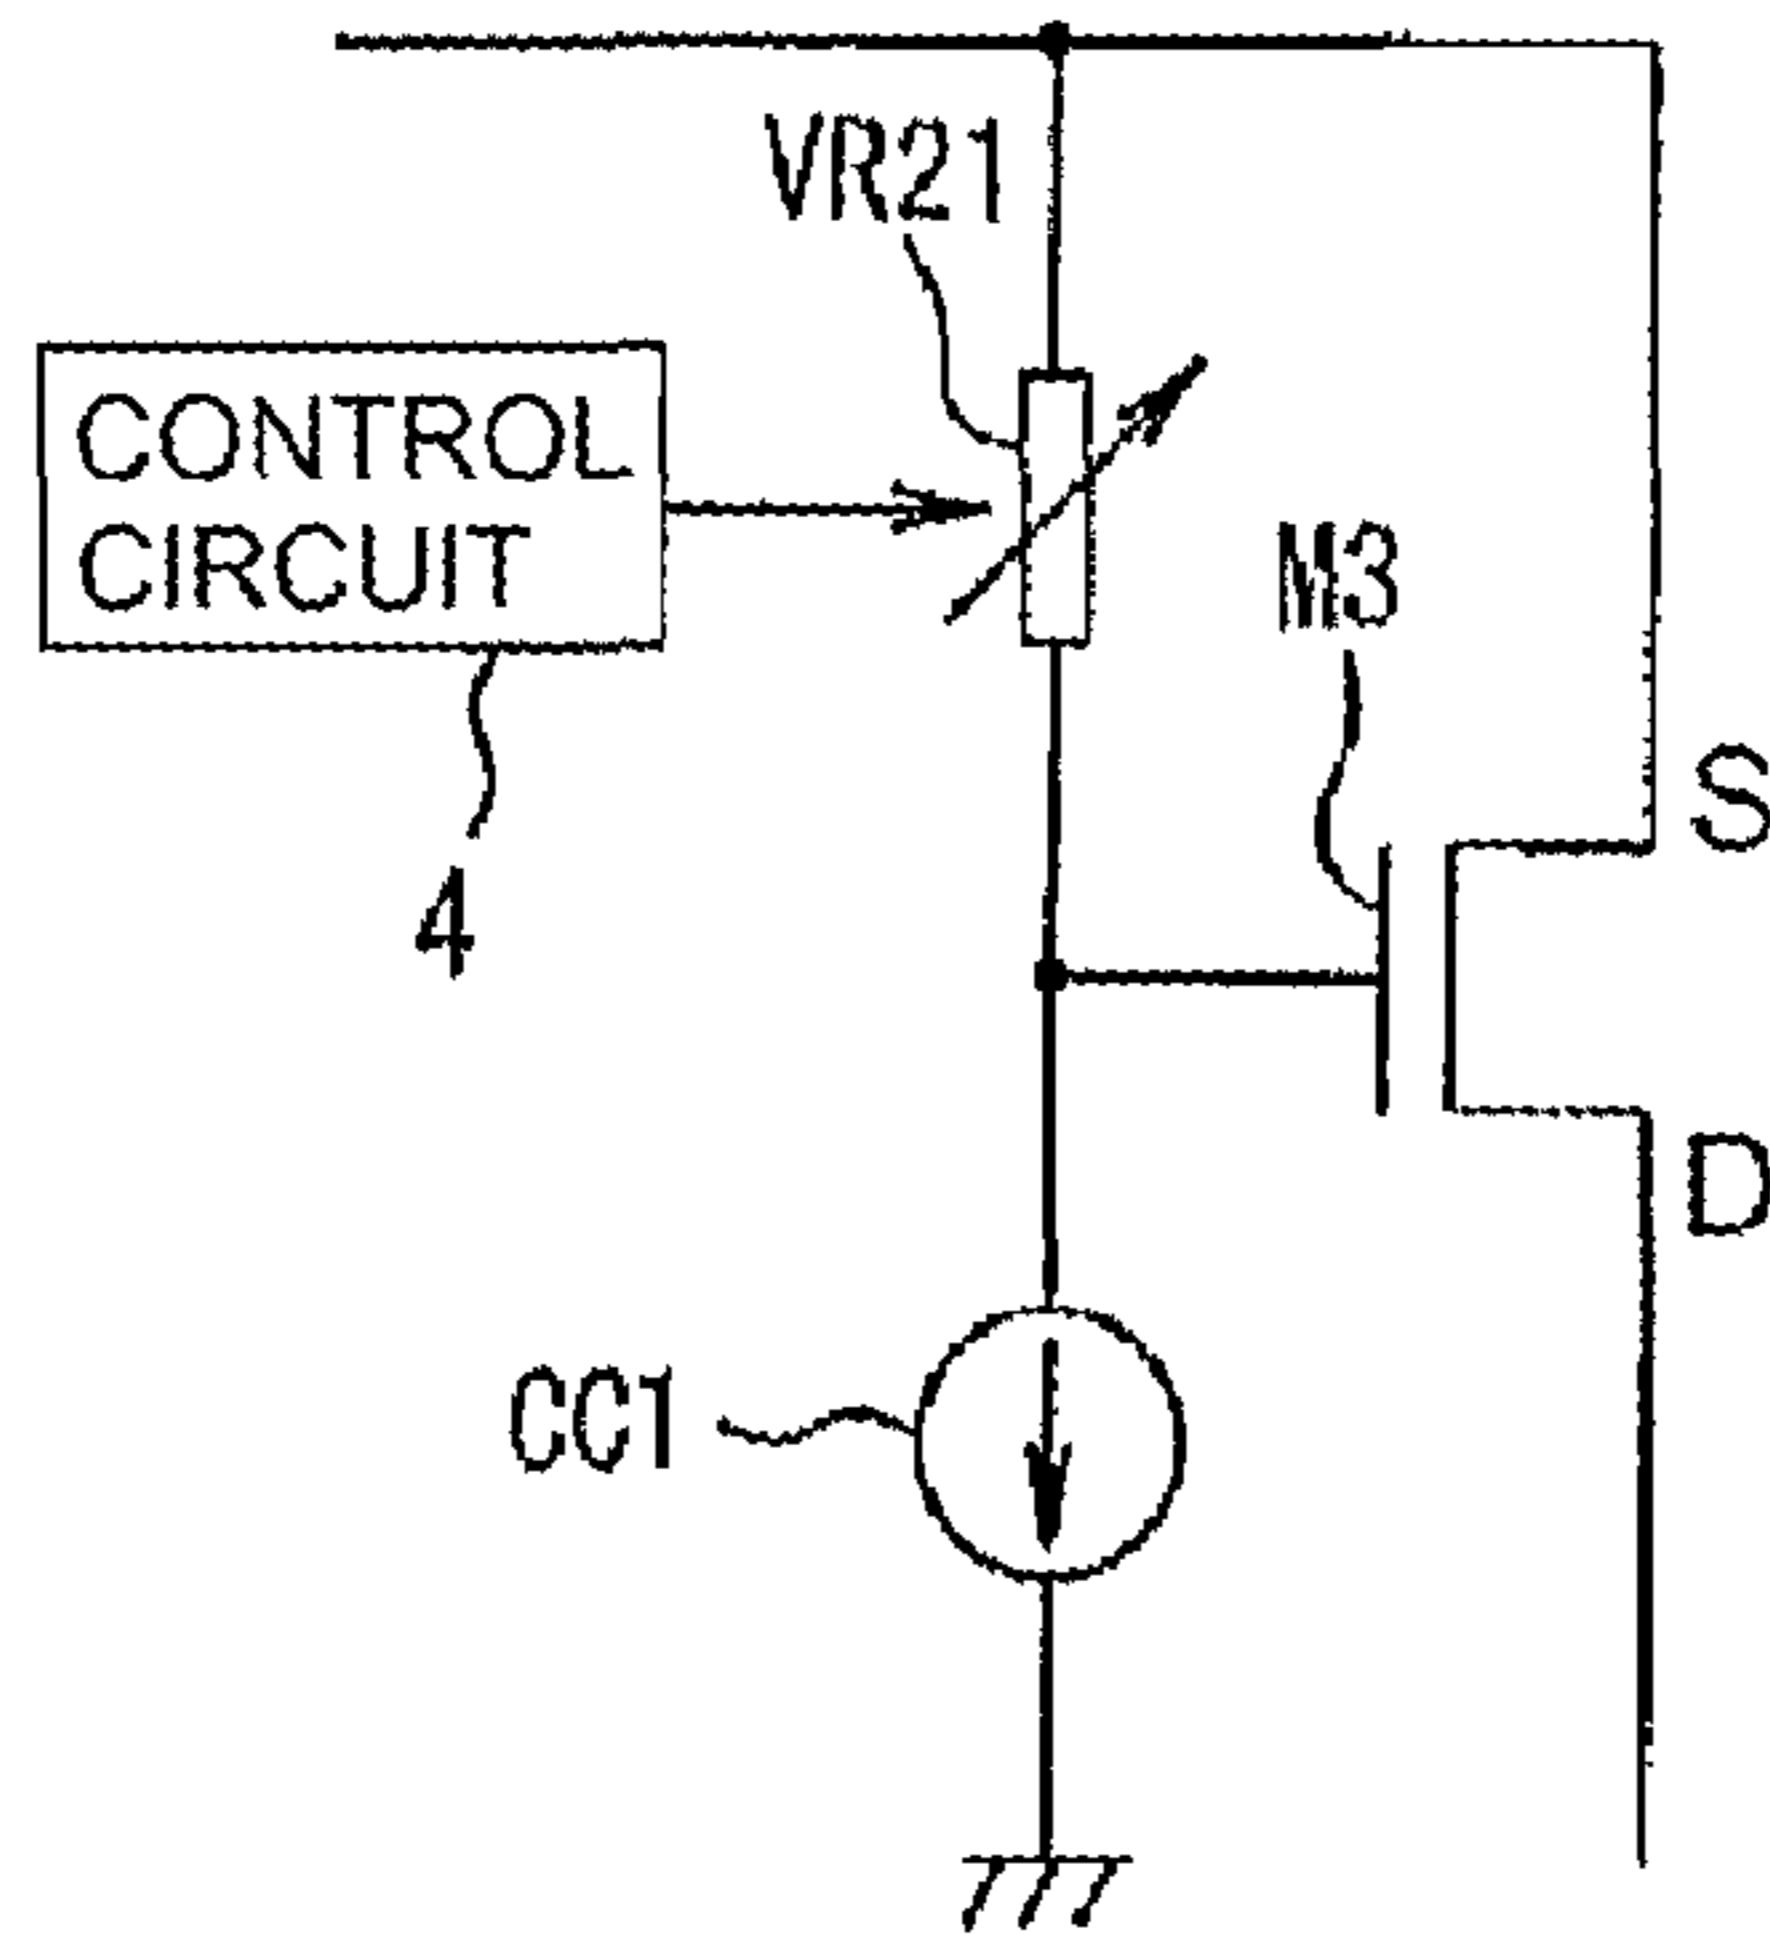 VR21
CONTROL
CIRCUIT
M3
S
4
D
CC1